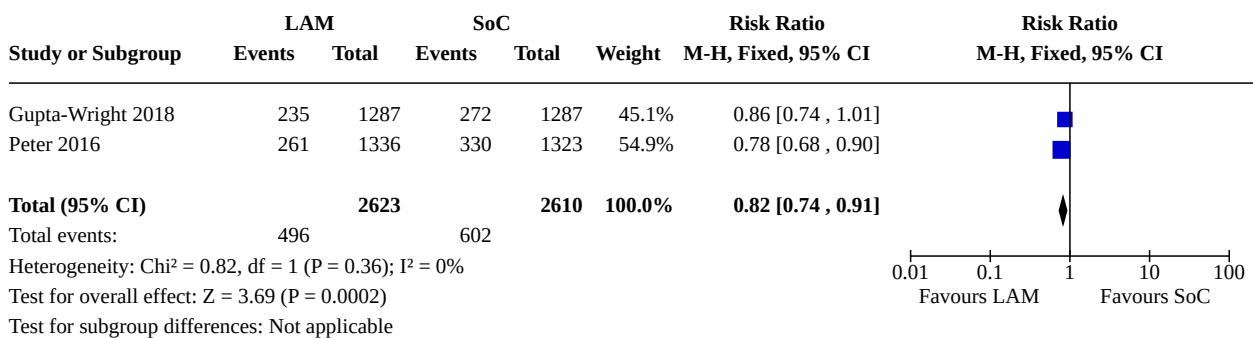 LAM SoC Risk Ratio Risk Ratio
Study or Subgroup Events Total Events Total Weight M-H, Fixed, 95% CI M-H, Fixed, 95% CI
Gupta-Wright 2018 235 1287 272 1287 45.1% 0.86 [0.74 , 1.01]
Peter 2016 261 1336 330 1323 54.9% 0.78 [0.68 , 0.90]
Total (95% CI) 2623 2610 100.0% 0.82 [0.74 , 0.91]
Total events: 496 602
Heterogeneity: Chi² = 0.82, df = 1 (P = 0.36); I² = 0%
0.01 0.1 1 10 100
Test for overall effect: Z = 3.69 (P = 0.0002) Favours LAM Favours SoC
Test for subgroup differences: Not applicable